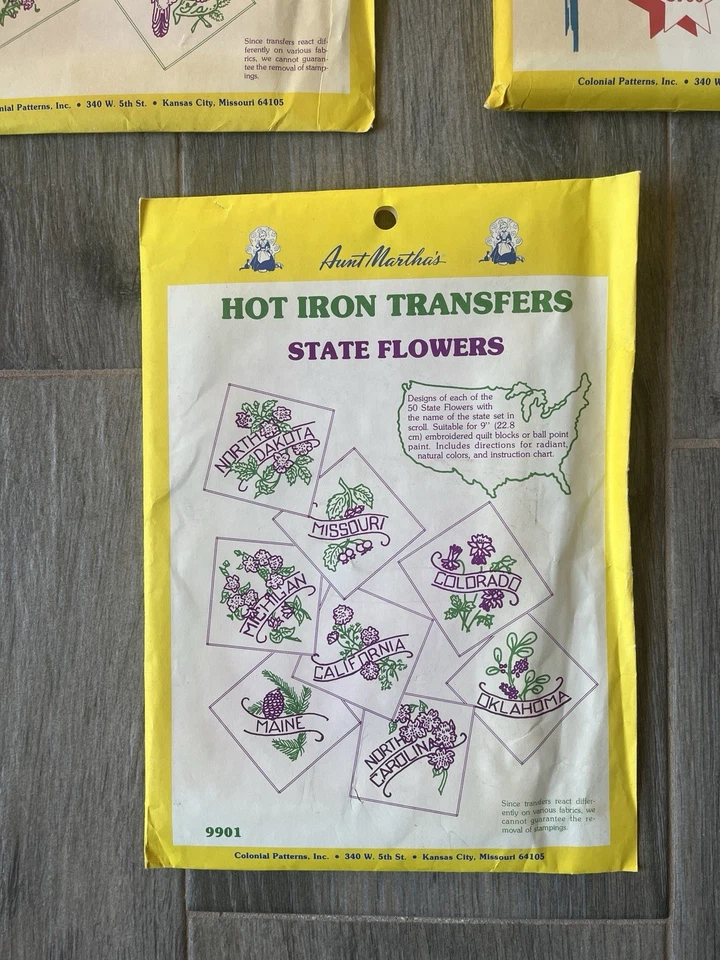 Since transfers react dif-
ferently on various fab-
rics, we cannot guaran-
tee the removal of stamp-
ings.
nial Patterns, Inc. • 340 W. 5th St. • Kansas City, Missouri 64105
Colonial Patterns, Inc. • 340 W
Aunt Martha's
HOT IRON TRANSFERS
STATE FLOWERS
Designs of each of the
50 State Flowers with
the name of the state set in
scroll. Suitable for 9" (22.8
cm) embroidered quilt blocks or ball point
paint. Includes directions for radiant,
natural colors, and instruction chart.
NORTH
DAKOTA
MISSOURI
COLORADO
MICHIGAN
CALIFORNIA
OKLAHOMA
MAINE
NORTH
CAROLINA
Since transfers react differ-
ently on various fabrics, we
cannot guarantee the re-
moval of stampings.
9901
Colonial Patterns, Inc. • 340 W. 5th St. • Kansas City, Missouri 64105